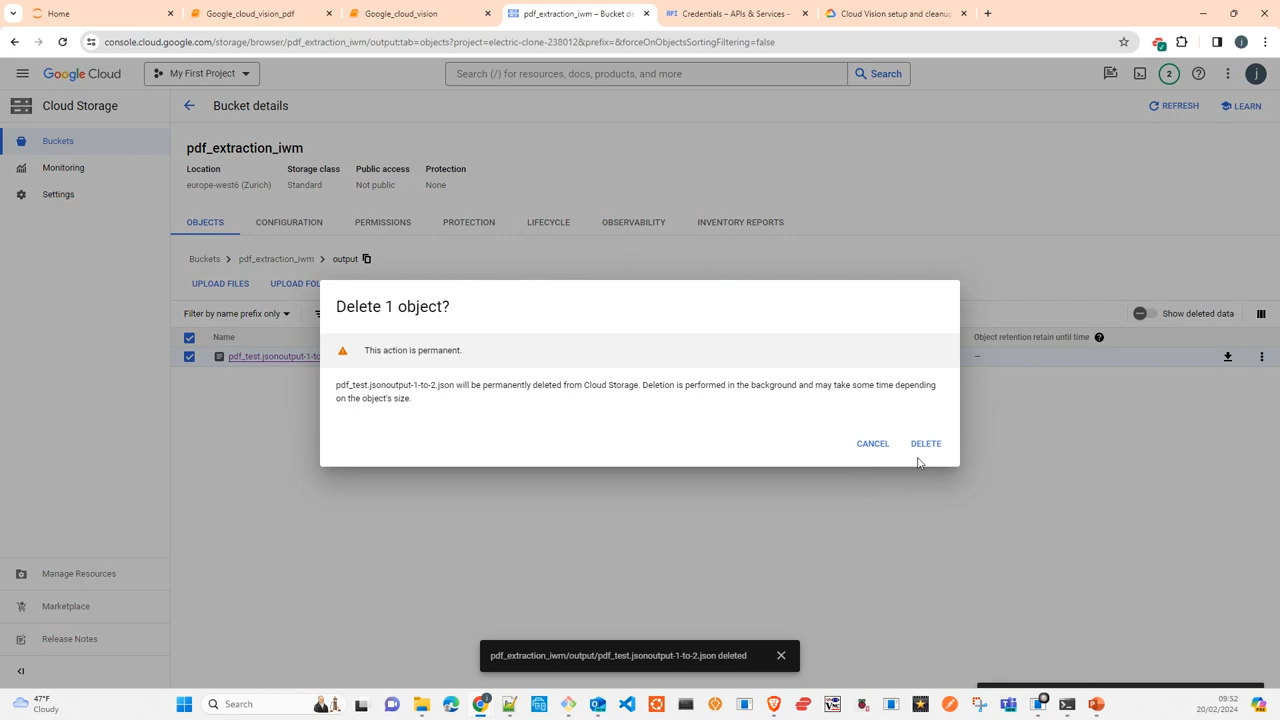 Home
Google_cloud_vision_pdf
Google_cloud_vision
pdf_extraction_iwm – Bucket de
API Credentials – APIs & Services –
Cloud Vision setup and cleanup
console.cloud.google.com/storage/browser/pdf_extraction_iwm/output;tab=objects?project=electric-clone-238012&prefix=&forceOnObjectsSortingFiltering=false
Google Cloud
My First Project
Search (/) for resources, docs, products, and more
Search
2
j
Cloud Storage
Bucket details
REFRESH
LEARN
Buckets
Monitoring
Settings
pdf_extraction_iwm
Location Storage class Public access Protection
europe-west6 (Zurich) Standard Not public None
OBJECTS CONFIGURATION PERMISSIONS PROTECTION LIFECYCLE OBSERVABILITY INVENTORY REPORTS
Buckets > pdf_extraction_iwm > output
UPLOAD FILES UPLOAD FOL
Filter by name prefix only
Show deleted data
Name
Object retention retain until time
pdf_test.jsonoutput-1-to
–
Delete 1 object?
This action is permanent.
pdf_test.jsonoutput-1-to-2.json will be permanently deleted from Cloud Storage. Deletion is performed in the background and may take some time depending
on the object's size.
CANCEL DELETE
Manage Resources
Marketplace
Release Notes
pdf_extraction_iwm/output/pdf_test.jsonoutput-1-to-2.json deleted
47°F
Cloudy
Search
09:52
20/02/2024